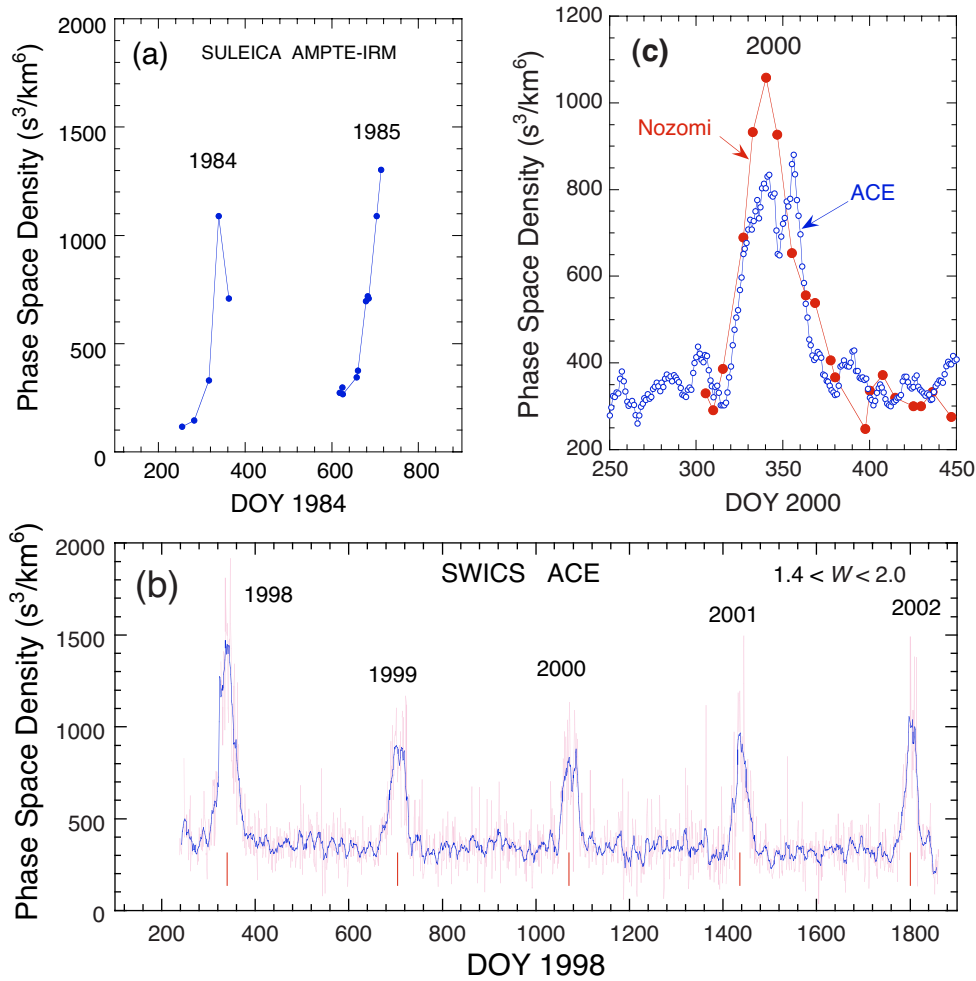 (a)
SULEICA AMPTE-IRM
1984
1985
Phase Space Density (s³/km⁶)
2000
1500
1000
500
0
200 400 600 800
DOY 1984
(c)
2000
Nozomi
ACE
Phase Space Density (s³/km⁶)
1200
1000
800
600
400
200
250 300 350 400 450
DOY 2000
(b)
SWICS ACE
1.4 < W < 2.0
1998
1999
2000
2001
2002
Phase Space Density (s³/km⁶)
2000
1500
1000
500
0
200 400 600 800 1000 1200 1400 1600 1800
DOY 1998